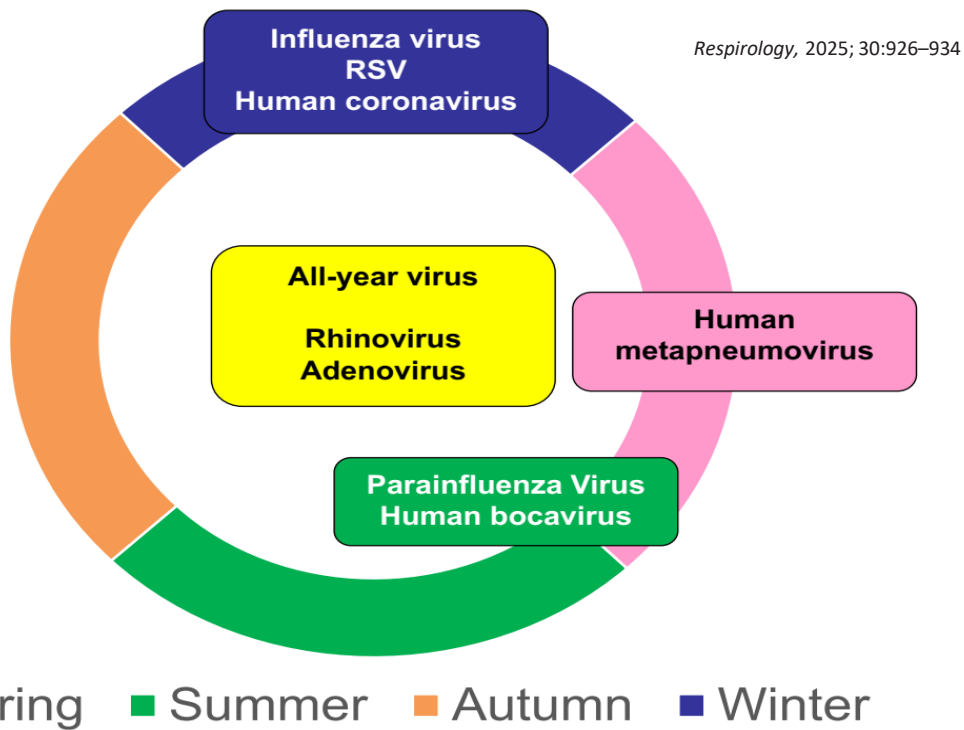 Influenza virus
RSV
Human coronavirus
Respirology, 2025; 30:926–934
All-year virus
Rhinovirus
Adenovirus
Human
metapneumovirus
Parainfluenza Virus
Human bocavirus
ring Summer Autumn Winter